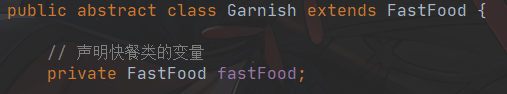 public abstract class Garnish extends FastFood {
// 声明快餐类的变量
private FastFood fastFood;